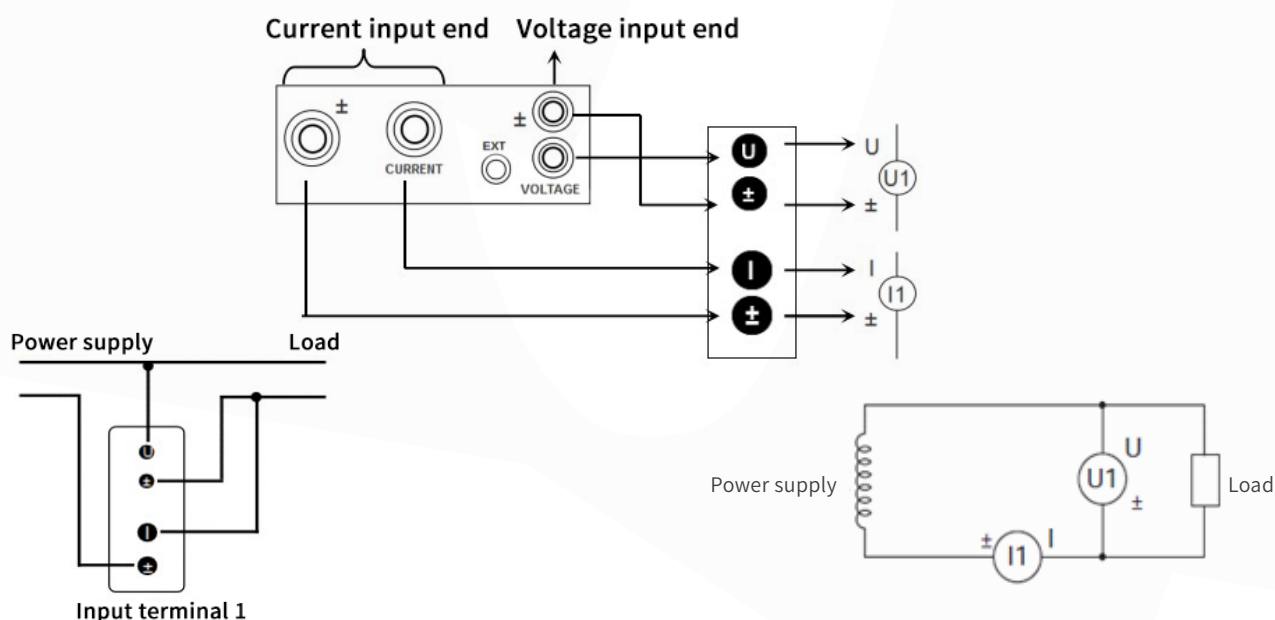 Current input end
Voltage input end
±
±
EXT
CURRENT
VOLTAGE
U
U
U1
±
±
I
I
I1
±
±
Power supply
Load
U
±
I
±
Input terminal 1
Power supply
U
U1
±
Load
±
I
I1